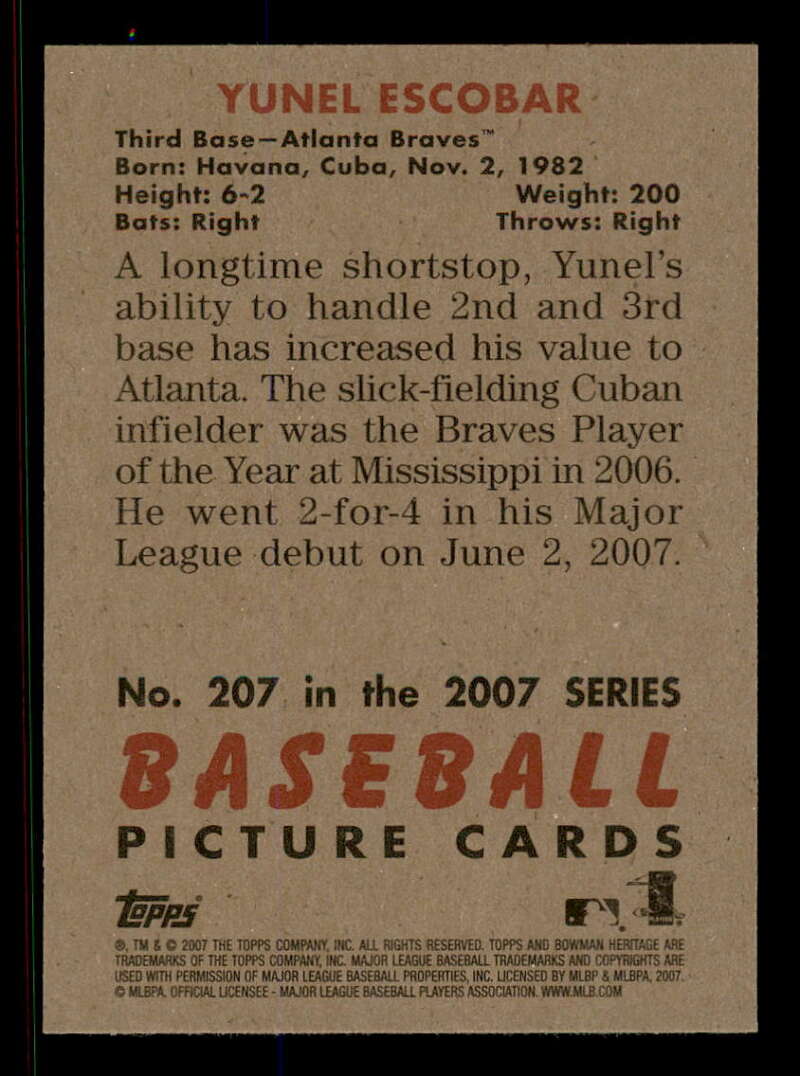 YUNEL ESCOBAR
Third Base—Atlanta Braves™
Born: Havana, Cuba, Nov. 2, 1982
Height: 6-2 Weight: 200
Bats: Right Throws: Right
A longtime shortstop, Yunel's
ability to handle 2nd and 3rd
base has increased his value to
Atlanta. The slick-fielding Cuban
infielder was the Braves Player
of the Year at Mississippi in 2006.
He went 2-for-4 in his Major
League debut on June 2, 2007.
No. 207 in the 2007 SERIES
BASEBALL
PICTURE CARDS
Topps
®, TM & © 2007 THE TOPPS COMPANY, INC. ALL RIGHTS RESERVED. TOPPS AND BOWMAN HERITAGE ARE
TRADEMARKS OF THE TOPPS COMPANY, INC. MAJOR LEAGUE BASEBALL TRADEMARKS AND COPYRIGHTS ARE
USED WITH PERMISSION OF MAJOR LEAGUE BASEBALL PROPERTIES, INC. LICENSED BY MLBP & MLBPA, 2007.
© MLBPA. OFFICIAL LICENSEE - MAJOR LEAGUE BASEBALL PLAYERS ASSOCIATION. WWW.MLB.COM